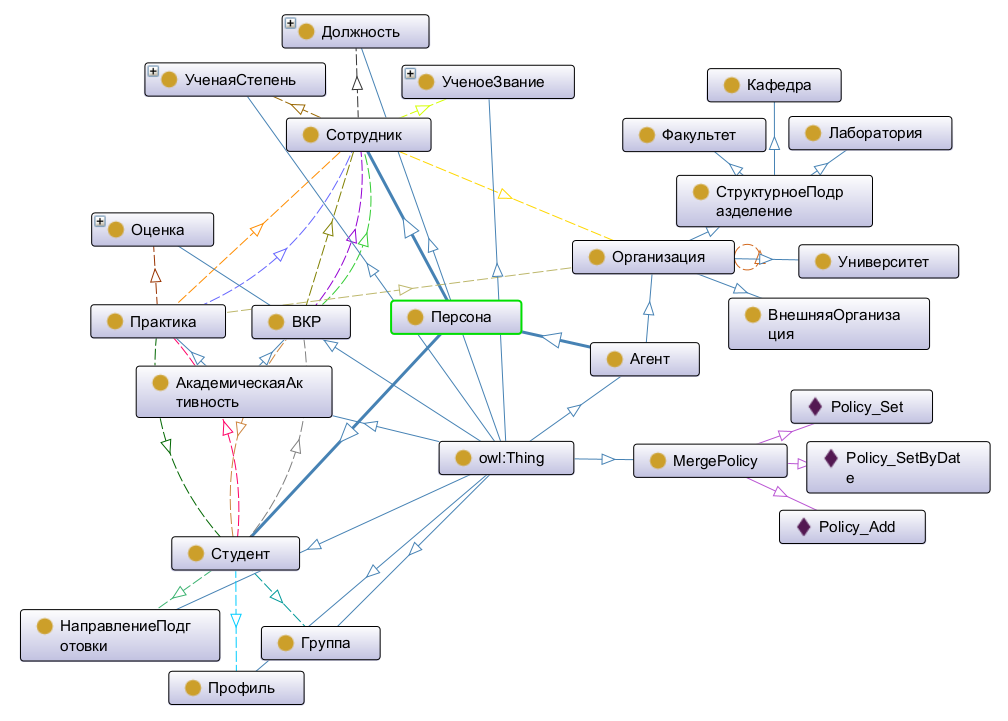 Должность
УченаяСтепень
УченоеЗвание
Кафедра
Сотрудник
Факультет
Лаборатория
СтруктурноеПодр
азделение
Оценка
Организация
Университет
Практика
ВКР
Персона
ВнешняяОрганиза
ция
Агент
АкадемическаяАк
тивность
Policy_Set
owl:Thing
MergePolicy
Policy_SetByDat
e
Policy_Add
Студент
НаправлениеПодг
отовки
Группа
Профиль